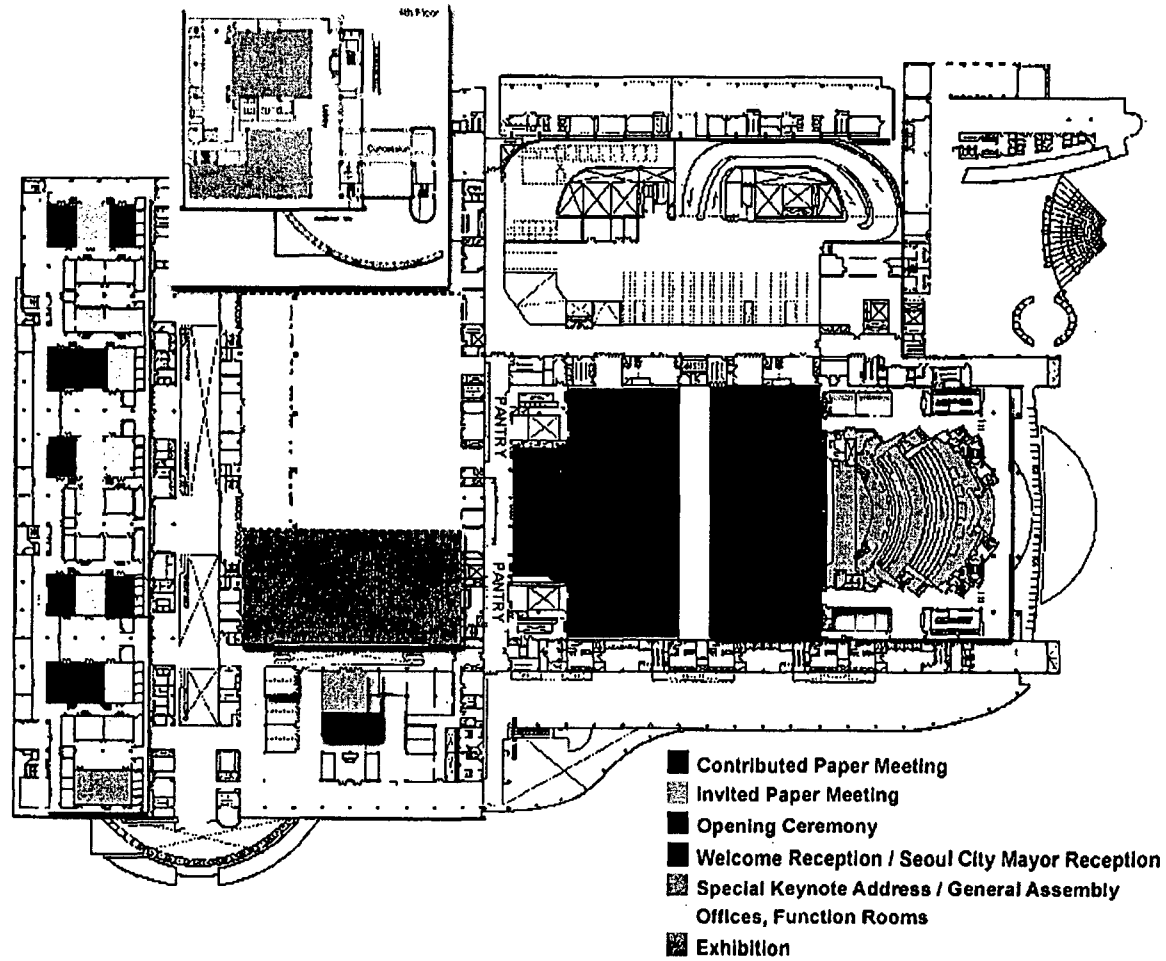 4th Floor
Lobby
PANTRY
PANTRY
Contributed Paper Meeting
Invited Paper Meeting
Opening Ceremony
Welcome Reception / Seoul City Mayor Reception
Special Keynote Address / General Assembly
Offices, Function Rooms
Exhibition